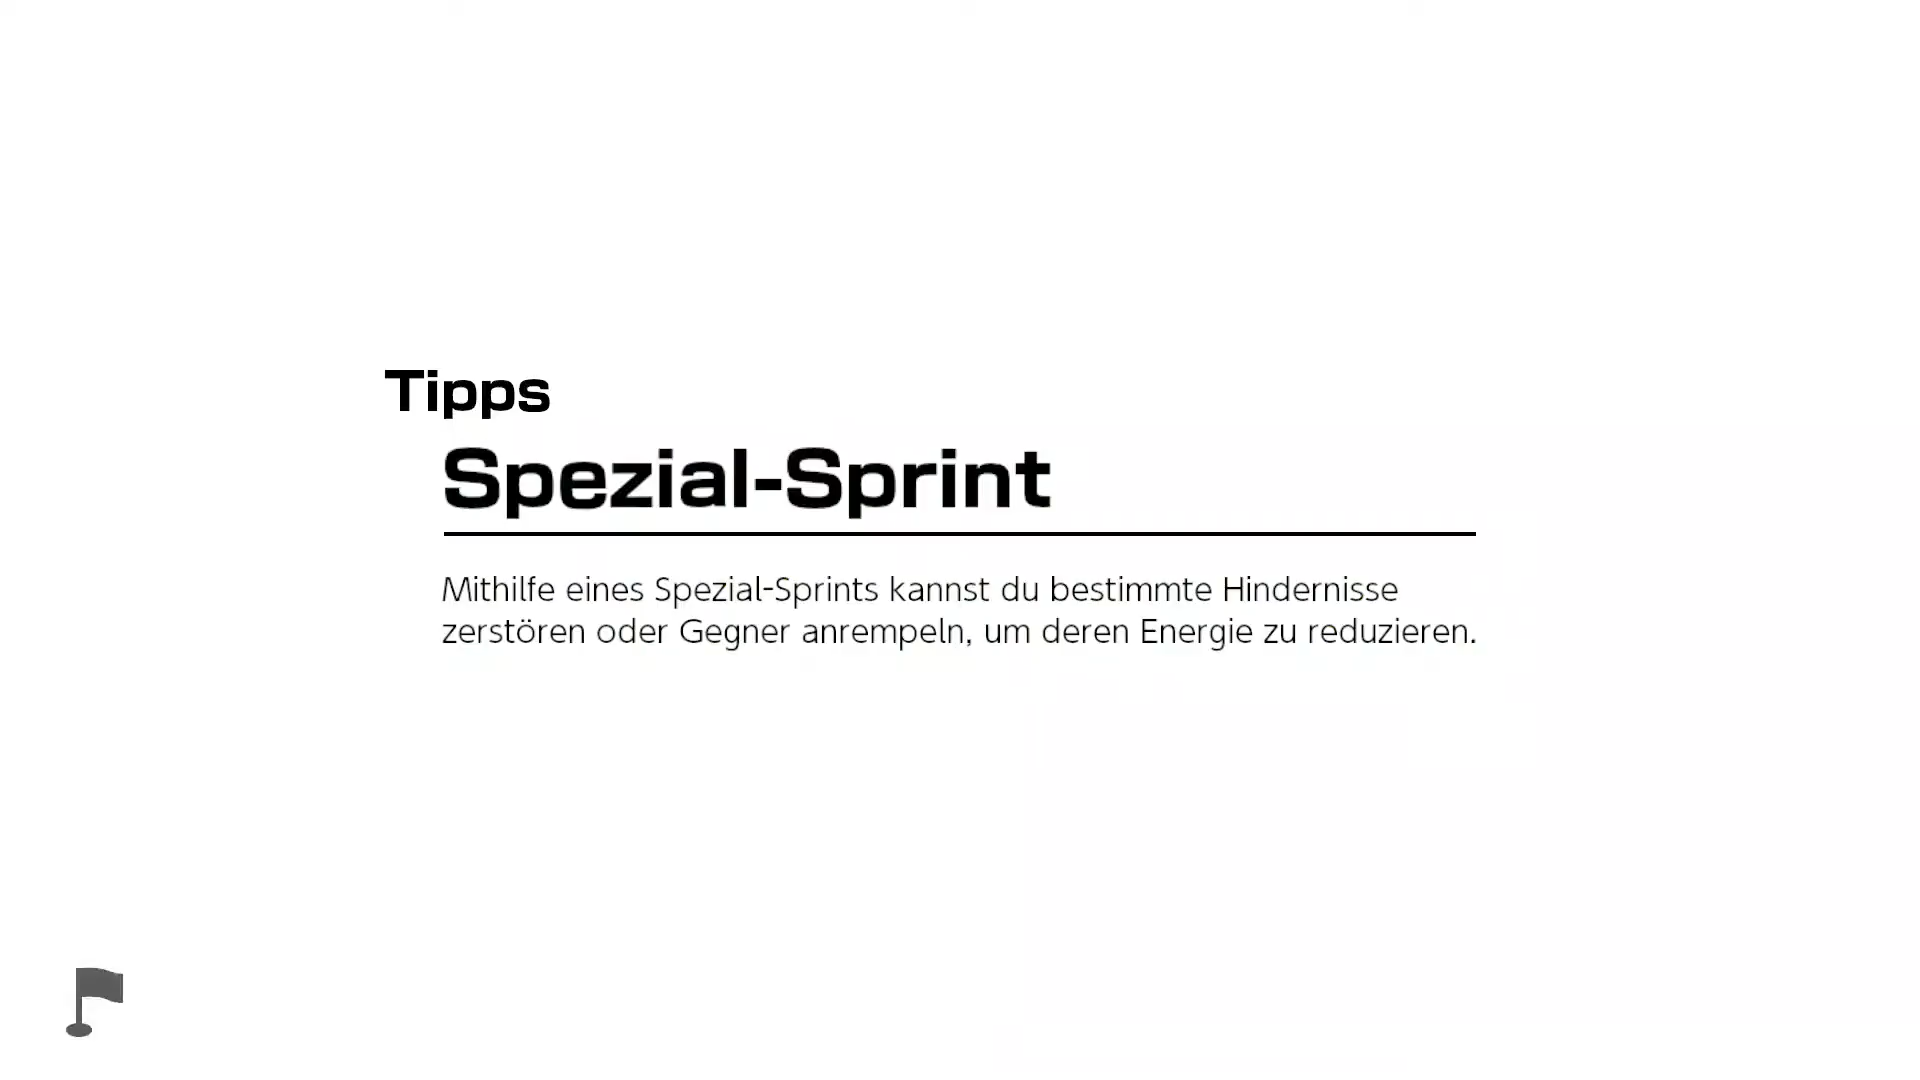 Tipps
Spezial-Sprint
Mithilfe eines Spezial-Sprints kannst du bestimmte Hindernisse
zerstören oder Gegner anrempeln, um deren Energie zu reduzieren.